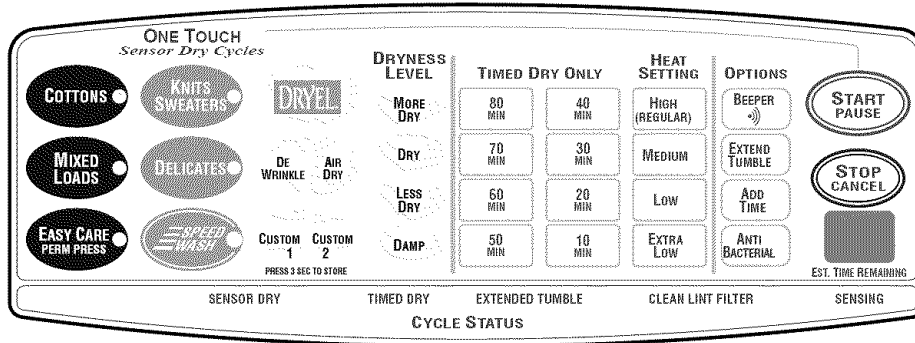 ONE TOUCH
Sensor Dry Cycles
COTTONS
KNITS
SWEATERS
DRYEL
MIXED
LOADS
DELICATES
DE
WRINKLE
AIR
DRY
EASY CARE
PERM PRESS
SPEED
WASH
CUSTOM
1
CUSTOM
2
PRESS 3 SEC TO STORE
DRYNESS
LEVEL
MORE
DRY
DRY
LESS
DRY
DAMP
TIMED DRY ONLY
80
MIN
40
MIN
70
MIN
30
MIN
60
MIN
20
MIN
50
MIN
10
MIN
HEAT
SETTING
HIGH
(REGULAR)
MEDIUM
LOW
EXTRA
LOW
OPTIONS
BEEPER
EXTEND
TUMBLE
ADD
TIME
ANTI
BACTERIAL
START
PAUSE
STOP
CANCEL
EST. TIME REMAINING
SENSOR DRY TIMED DRY EXTENDED TUMBLE CLEAN LINT FILTER SENSING
CYCLE STATUS